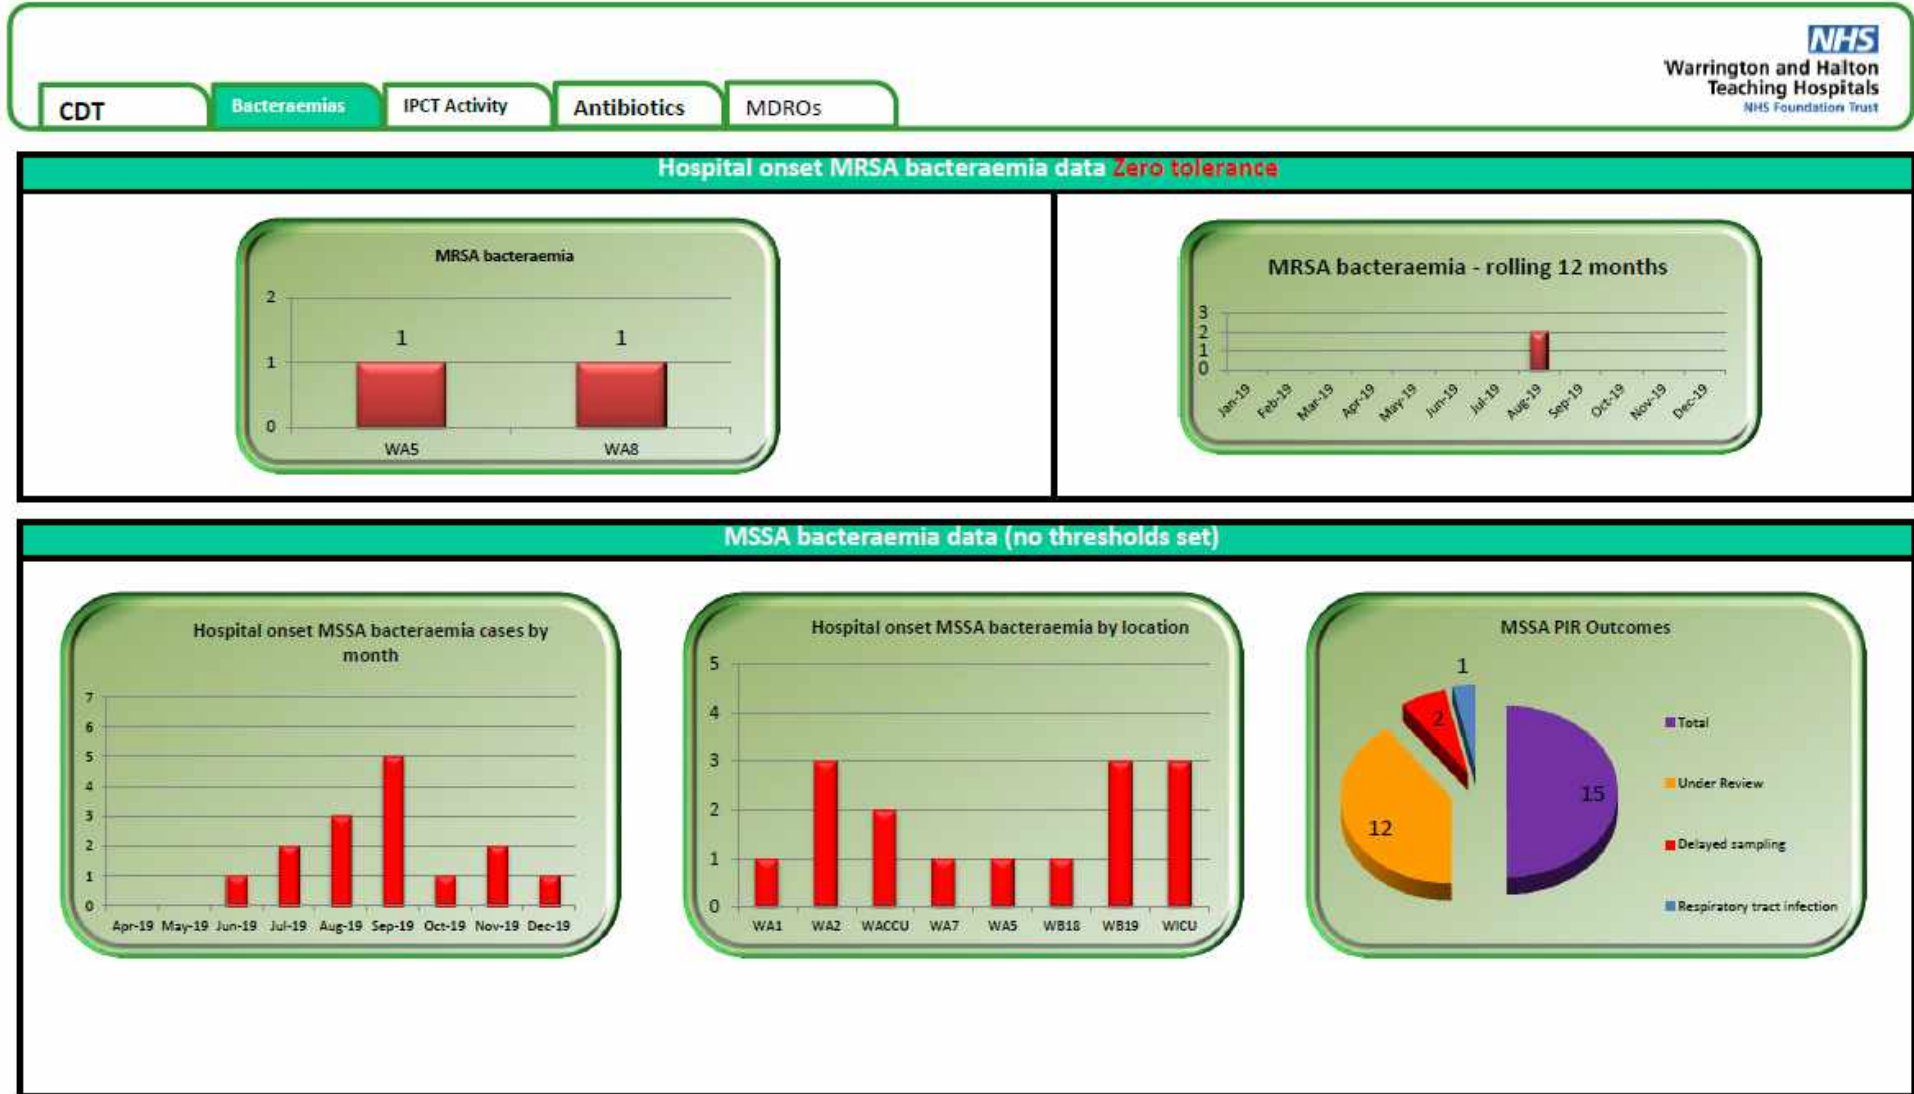 NHS
Warrington and Halton
Teaching Hospitals
NHS Foundation Trust
CDT
Bacteraemias
IPCT Activity
Antibiotics
MDROs
Hospital onset MRSA bacteraemia data Zero tolerance
MRSA bacteraemia
2
1
0
1
1
WA5
WA8
MRSA bacteraemia - rolling 12 months
3
2
1
0
Jan-19
Feb-19
Mar-19
Apr-19
May-19
Jun-19
Jul-19
Aug-19
Sep-19
Oct-19
Nov-19
Dec-19
MSSA bacteraemia data (no thresholds set)
Hospital onset MSSA bacteraemia cases by
month
7
6
5
4
3
2
1
0
Apr-19 May-19 Jun-19 Jul-19 Aug-19 Sep-19 Oct-19 Nov-19 Dec-19
Hospital onset MSSA bacteraemia by location
5
4
3
2
1
0
WA1 WA2 WACCU WA7 WA5 WB18 WB19 WICU
MSSA PIR Outcomes
1
2
12
15
Total
Under Review
Delayed sampling
Respiratory tract infection